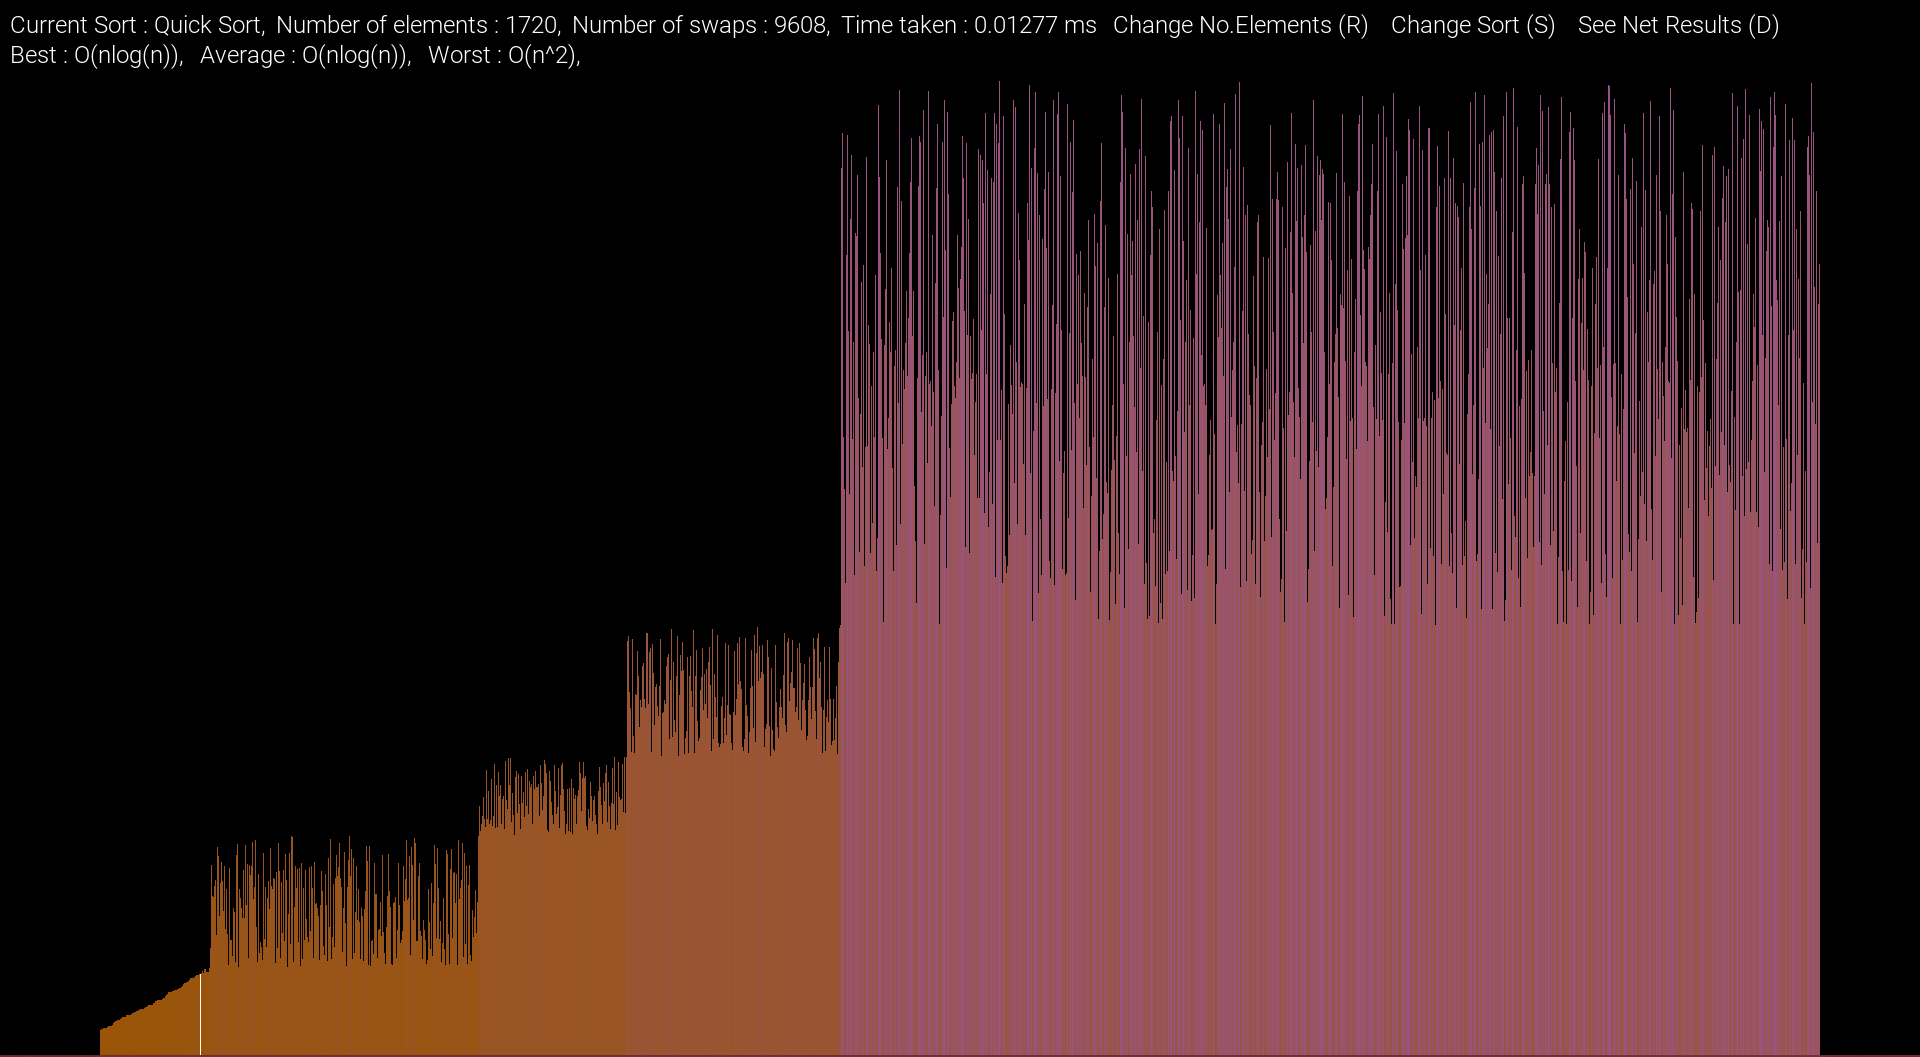 Current Sort : Quick Sort, Number of elements : 1720, Number of swaps : 9608, Time taken : 0.01277 ms Change No.Elements (R) Change Sort (S) See Net Results (D)
Best : O(nlog(n)), Average : O(nlog(n)), Worst : O(n^2),